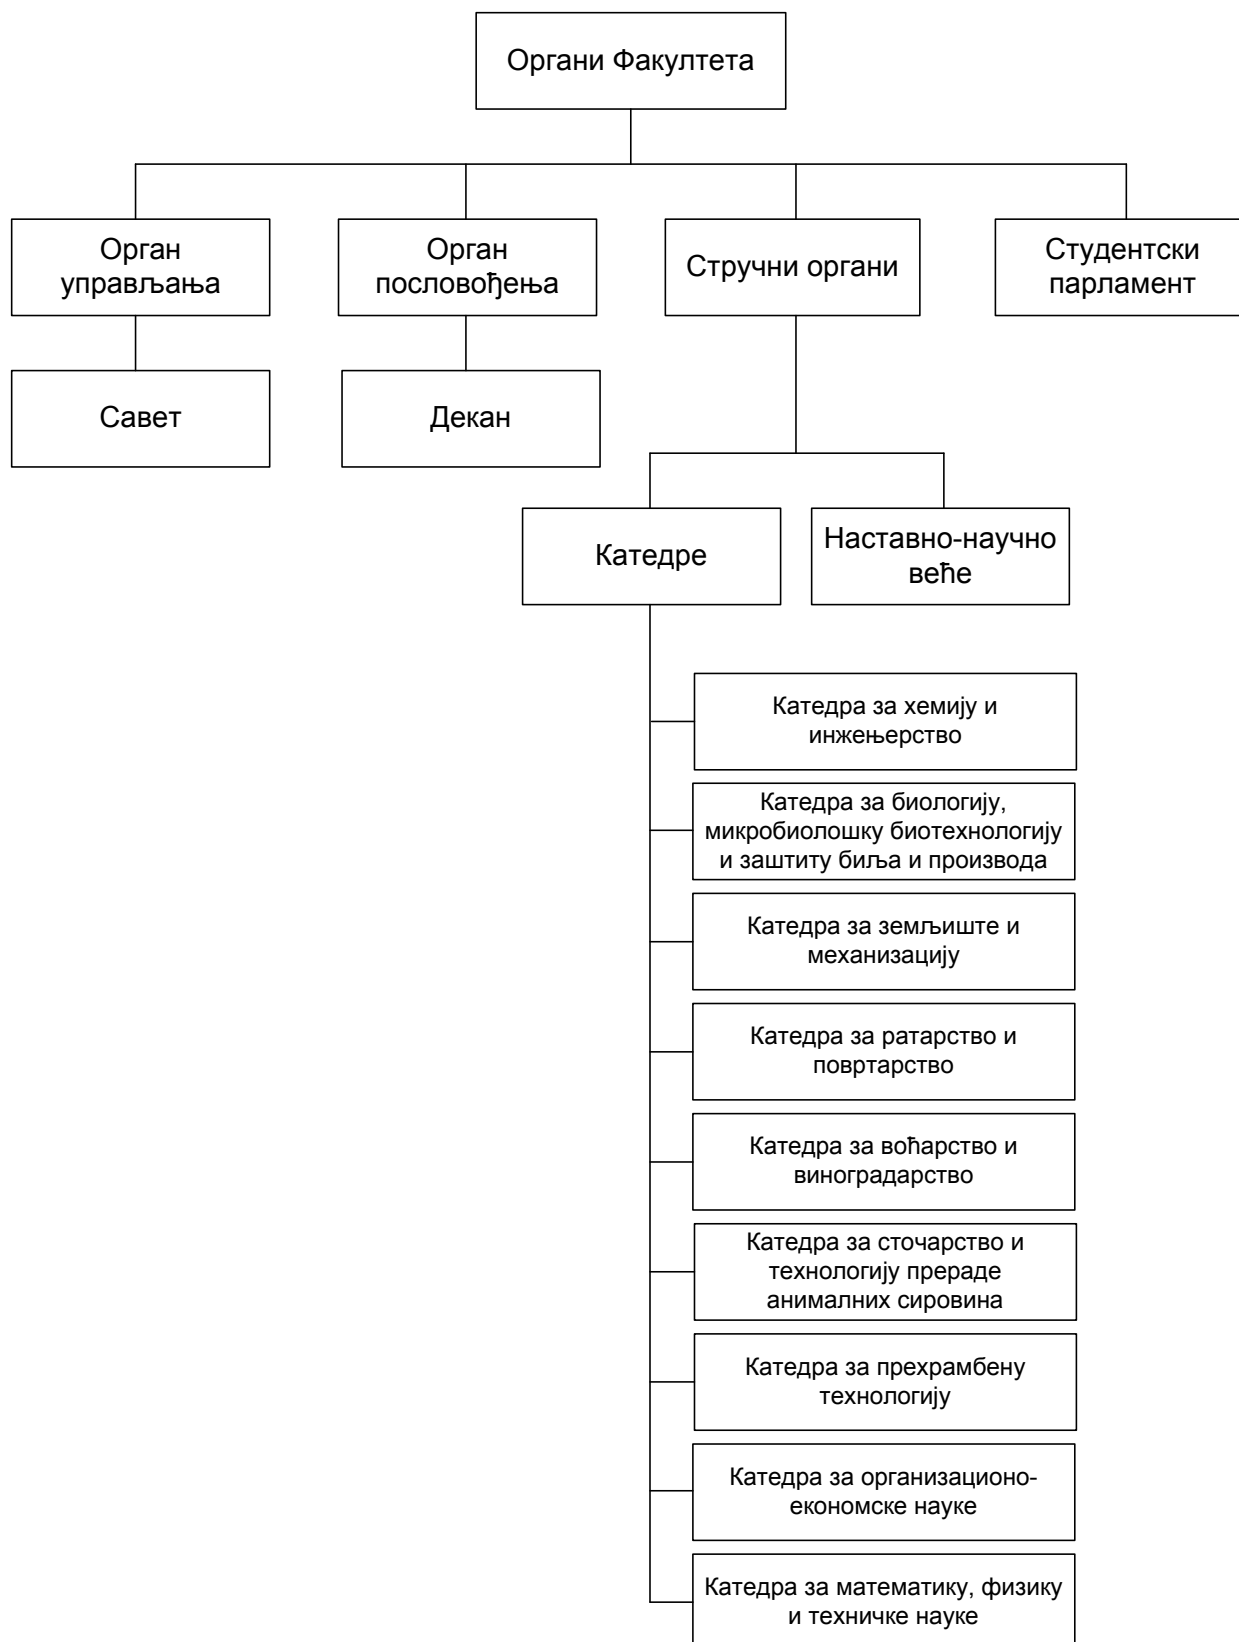 Органи Факултета
Орган
управљања
Орган
пословођења
Стручни органи
Студентски
парламент
Савет
Декан
Катедре
Наставно-научно
веће
Катедра за хемију и
инжењерство
Катедра за биологију,
микробиолошку биотехнологију
и заштиту биља и производа
Катедра за земљиште и
механизацију
Катедра за ратарство и
повртарство
Катедра за воћарство и
виноградарство
Катедра за сточарство и
технологију прераде
анималних сировина
Катедра за прехрамбену
технологију
Катедра за организационо-
економске науке
Катедра за математику, физику
и техничке науке